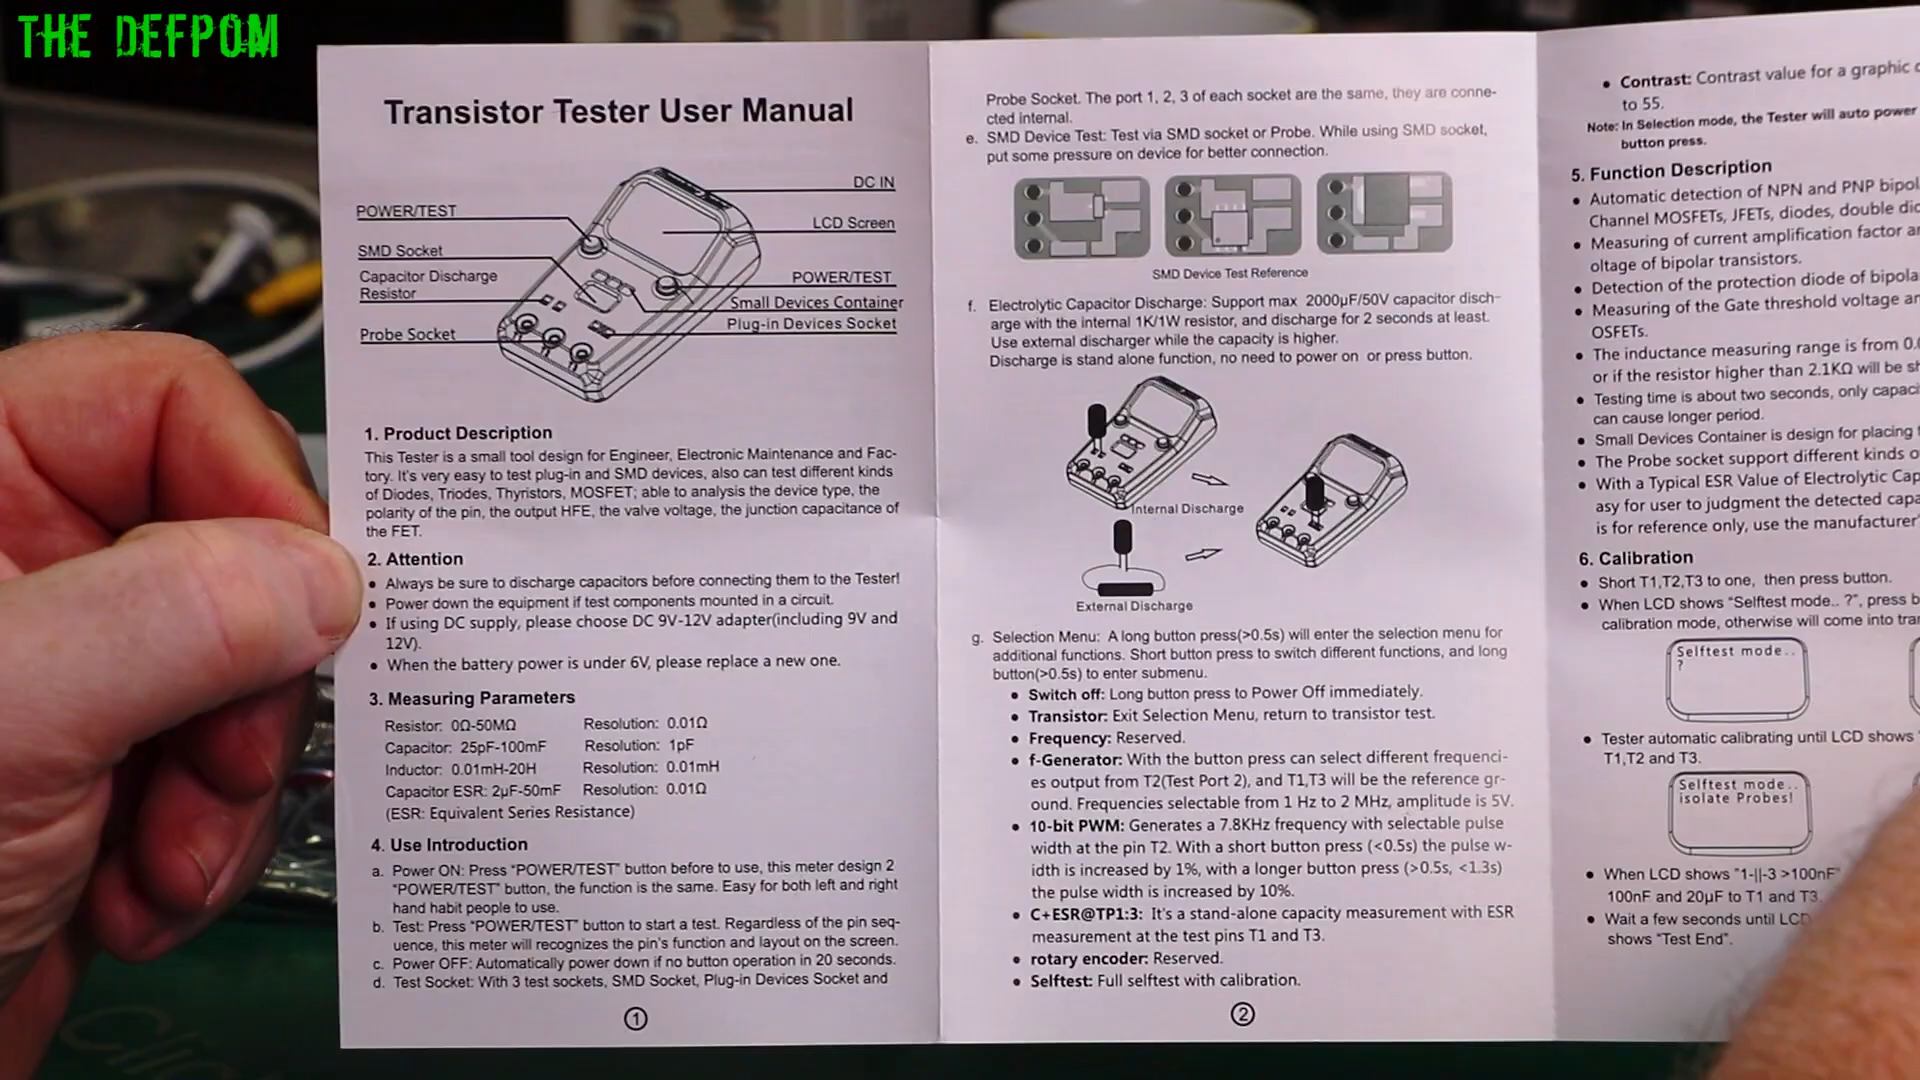 THE DEFPOM
Transistor Tester User Manual
DC IN
POWER/TEST
LCD Screen
SMD Socket
Capacitor Discharge
Resistor
POWER/TEST
Small Devices Container
Plug-in Devices Socket
Probe Socket
1. Product Description
This Tester is a small tool design for Engineer, Electronic Maintenance and Fac-
tory. It's very easy to test plug-in and SMD devices, also can test different kinds
of Diodes, Triodes, Thyristors, MOSFET; able to analysis the device type, the
polarity of the pin, the output HFE, the valve voltage, the junction capacitance of
the FET.
2. Attention
• Always be sure to discharge capacitors before connecting them to the Tester!
• Power down the equipment if test components mounted in a circuit.
• If using DC supply, please choose DC 9V-12V adapter(including 9V and
12V).
• When the battery power is under 6V, please replace a new one.
3. Measuring Parameters
Resistor: 0Ω-50MΩ Resolution: 0.01Ω
Capacitor: 25pF-100mF Resolution: 1pF
Inductor: 0.01mH-20H Resolution: 0.01mH
Capacitor ESR: 2μF-50mF Resolution: 0.01Ω
(ESR: Equivalent Series Resistance)
4. Use Introduction
a. Power ON: Press "POWER/TEST" button before to use, this meter design 2
"POWER/TEST" button, the function is the same. Easy for both left and right
hand habit people to use.
b. Test: Press "POWER/TEST" button to start a test. Regardless of the pin seq-
uence, this meter will recognizes the pin's function and layout on the screen.
c. Power OFF: Automatically power down if no button operation in 20 seconds.
d. Test Socket: With 3 test sockets, SMD Socket, Plug-in Devices Socket and
1
Probe Socket. The port 1, 2, 3 of each socket are the same, they are conne-
cted internal.
e. SMD Device Test: Test via SMD socket or Probe. While using SMD socket,
put some pressure on device for better connection.
SMD Device Test Reference
f. Electrolytic Capacitor Discharge: Support max 2000μF/50V capacitor disch-
arge with the internal 1K/1W resistor, and discharge for 2 seconds at least.
Use external discharger while the capacity is higher.
Discharge is stand alone function, no need to power on or press button.
Internal Discharge
External Discharge
g. Selection Menu: A long button press(>0.5s) will enter the selection menu for
additional functions. Short button press to switch different functions, and long
button(>0.5s) to enter submenu.
• Switch off: Long button press to Power Off immediately.
• Transistor: Exit Selection Menu, return to transistor test.
• Frequency: Reserved.
• f-Generator: With the button press can select different frequenci-
es output from T2(Test Port 2), and T1,T3 will be the reference gr-
ound. Frequencies selectable from 1 Hz to 2 MHz, amplitude is 5V.
• 10-bit PWM: Generates a 7.8KHz frequency with selectable pulse
width at the pin T2. With a short button press (<0.5s) the pulse w-
idth is increased by 1%, with a longer button press (>0.5s, <1.3s)
the pulse width is increased by 10%.
• C+ESR@TP1:3: It's a stand-alone capacity measurement with ESR
measurement at the test pins T1 and T3.
• rotary encoder: Reserved.
• Selftest: Full selftest with calibration.
2
• Contrast: Contrast value for a graphic
to 55.
Note: In Selection mode, the Tester will auto power
button press.
5. Function Description
• Automatic detection of NPN and PNP
Channel MOSFETs, JFETs, diodes, double
• Measuring of current amplification factor
oltage of bipolar transistors.
• Detection of the protection diode of
• Measuring of the Gate threshold voltage
OSFETs.
• The inductance measuring range is from
or if the resistor higher than 2.1KΩ will be
• Testing time is about two seconds, only
can cause longer period.
• Small Devices Container is design for placing
• The Probe socket support different kinds
• With a Typical ESR Value of Electrolytic
asy for user to judgment the detected
is for reference only, use the manufacturer'
6. Calibration
• Short T1,T2,T3 to one, then press button.
• When LCD shows "Selftest mode.. ?", press
calibration mode, otherwise will come into
Selftest mode..
?
• Tester automatic calibrating until LCD shows
T1,T2 and T3.
Selftest mode..
isolate Probes!
• When LCD shows "1-||-3 >100nF"
100nF and 20μF to T1 and T3.
• Wait a few seconds until
shows "Test End".